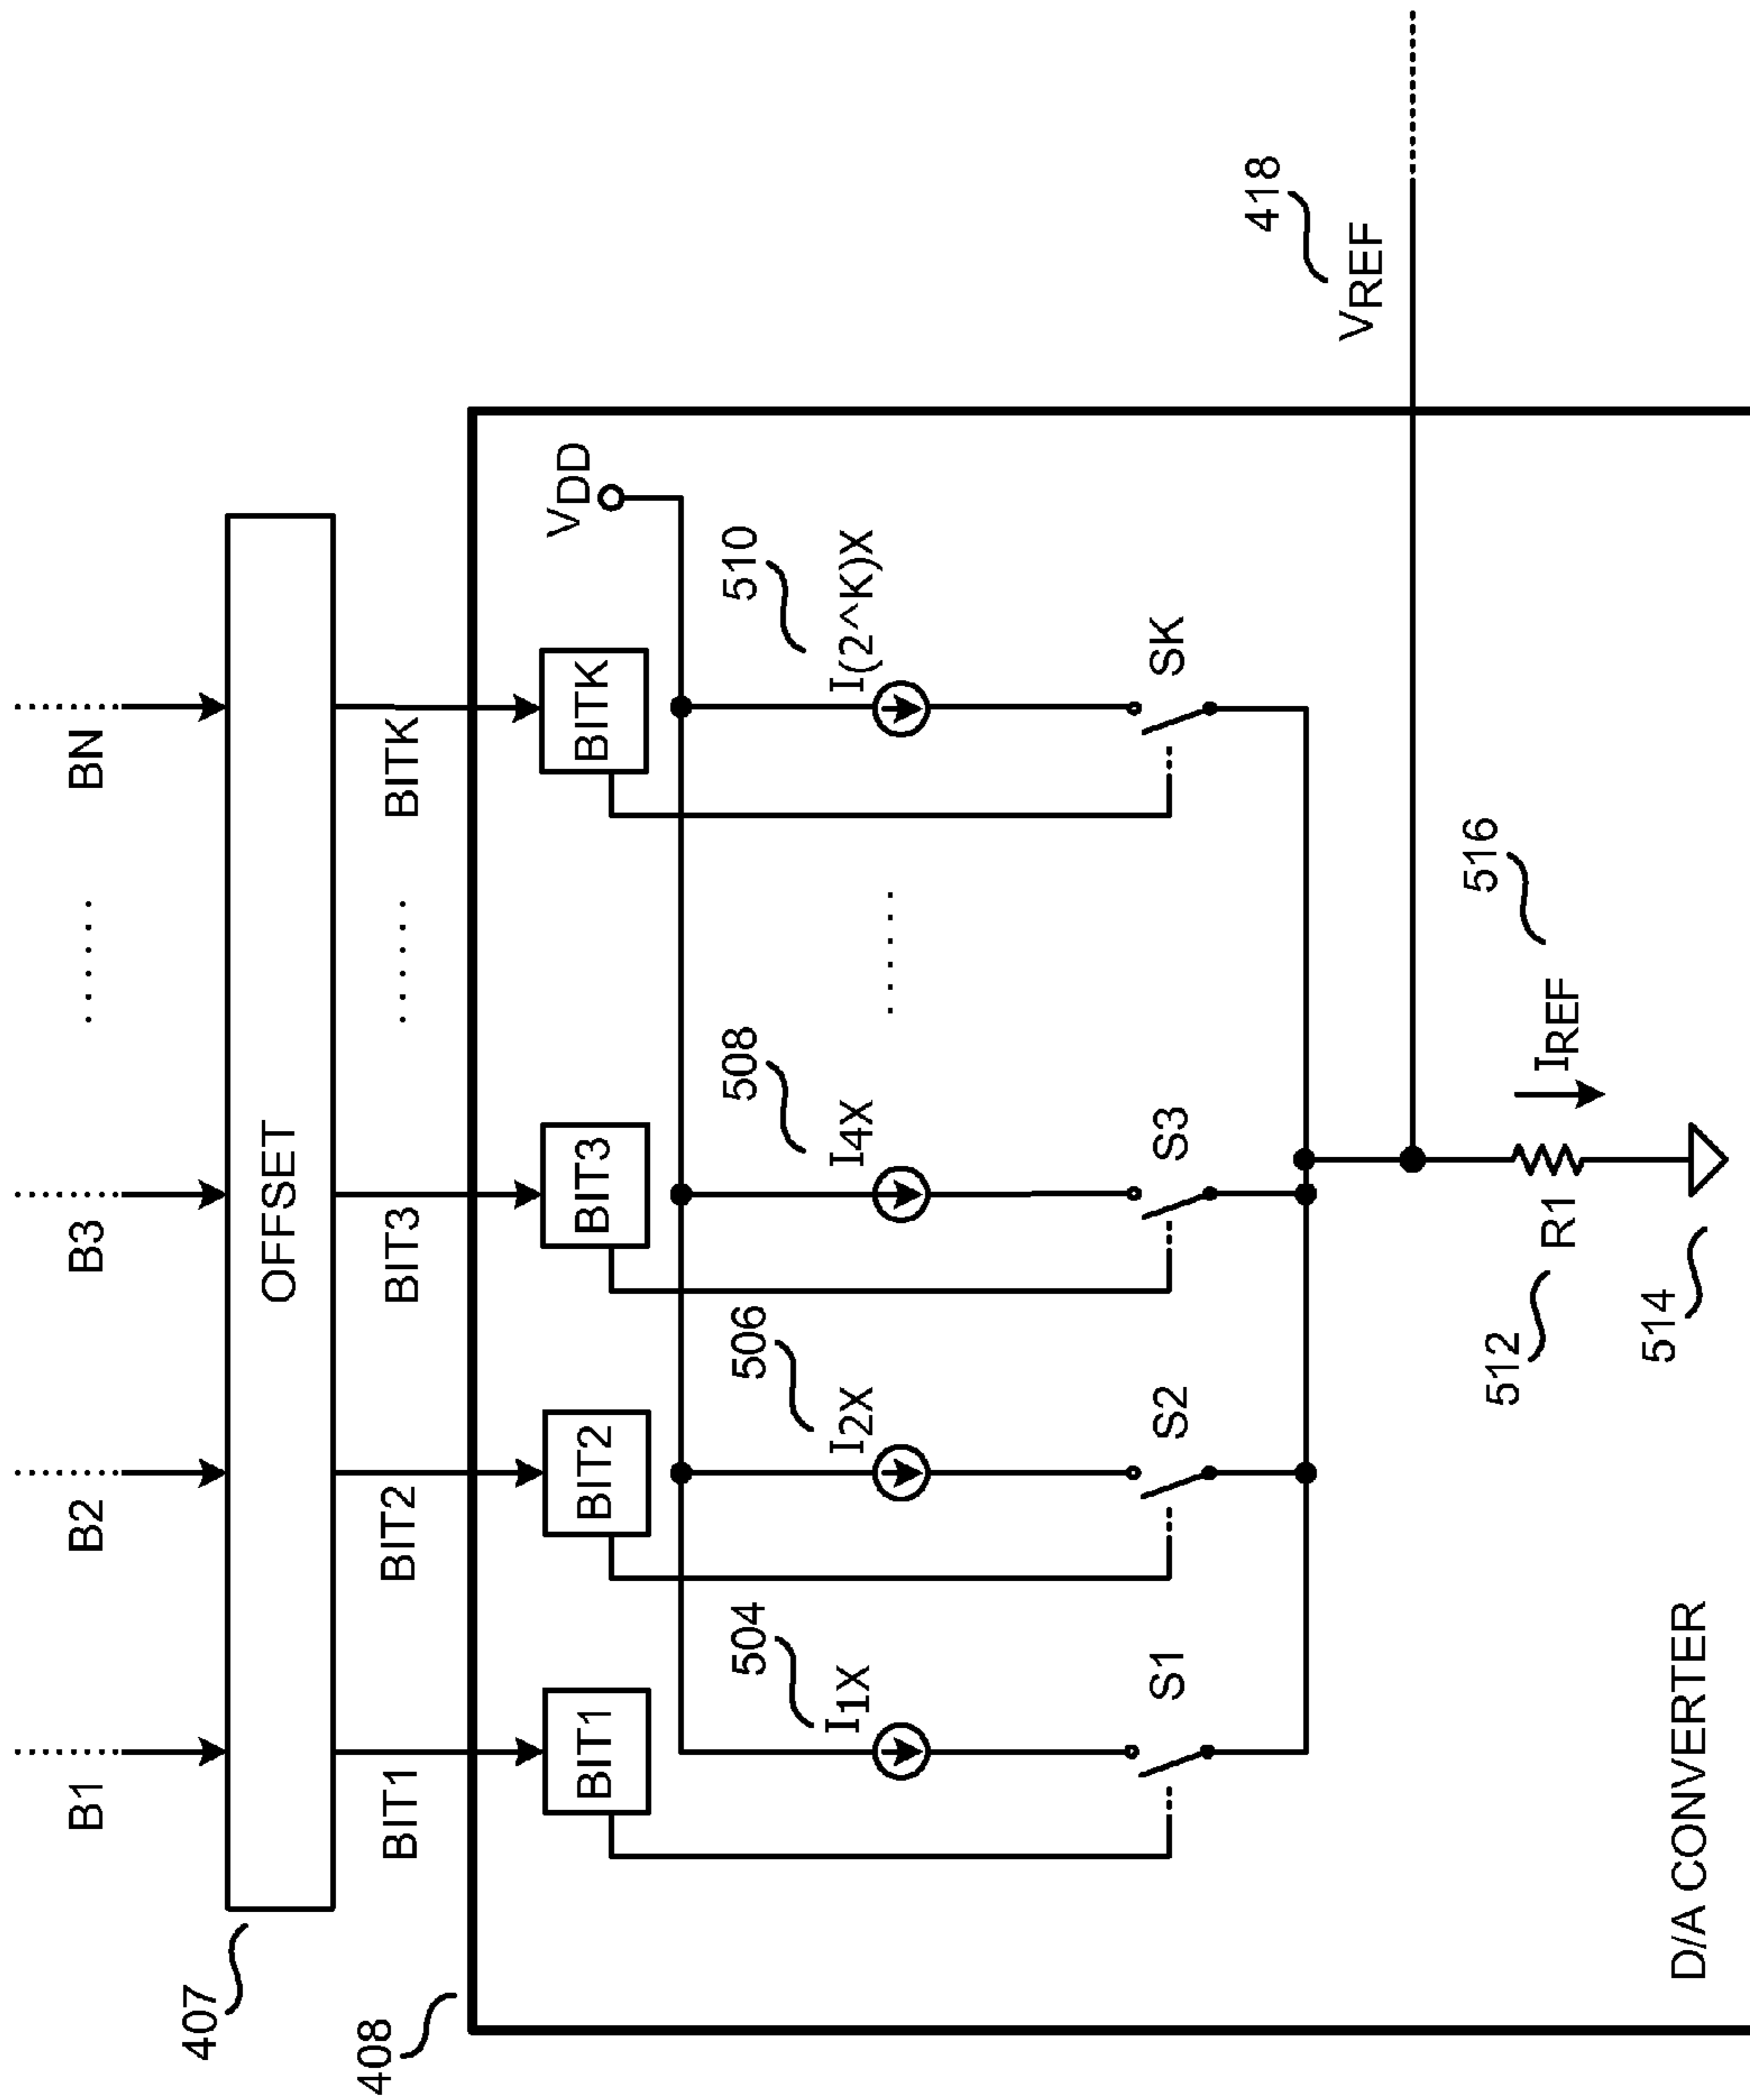 B1 B2 B3 ..... BN
407
OFFSET
BIT1 BIT2 BIT3 ..... BITK
408
BIT1 BIT2 BIT3 BITK
VDD
504 506 508 510
I1X I2X I4X ...... I(2^K)X
S1 S2 S3 SK
418
VREF
512 R1 IREF 516
514
D/A CONVERTER